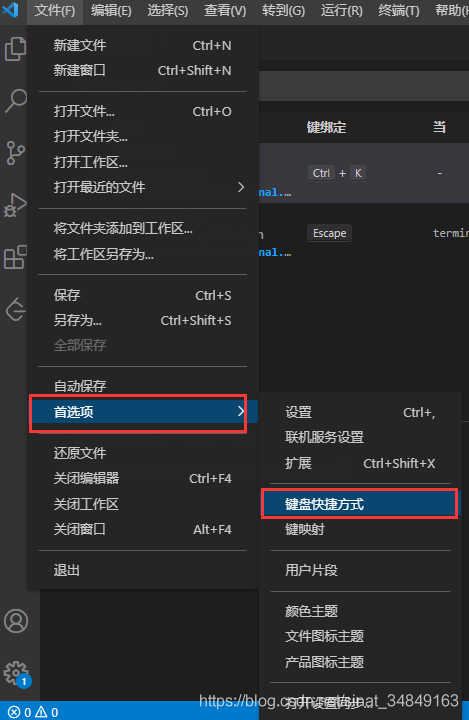 文件(F) 编辑(E) 选择(S) 查看(V) 转到(G) 运行(R) 终端(T) 帮助(H
新建文件 Ctrl+N
新建窗口 Ctrl+Shift+N
打开文件... Ctrl+O
打开文件夹...
打开工作区...
打开最近的文件
将文件夹添加到工作区...
将工作区另存为...
保存 Ctrl+S
另存为... Ctrl+Shift+S
全部保存
自动保存
首选项
还原文件
关闭编辑器 Ctrl+F4
关闭工作区
关闭窗口 Alt+F4
退出
键绑定 当
Ctrl + K -
nal.…
Escape termin
nal.…
设置 Ctrl+,
联机服务设置
扩展 Ctrl+Shift+X
键盘快捷方式
键映射
用户片段
颜色主题
文件图标主题
产品图标主题
打开设置同步...
1
0 0